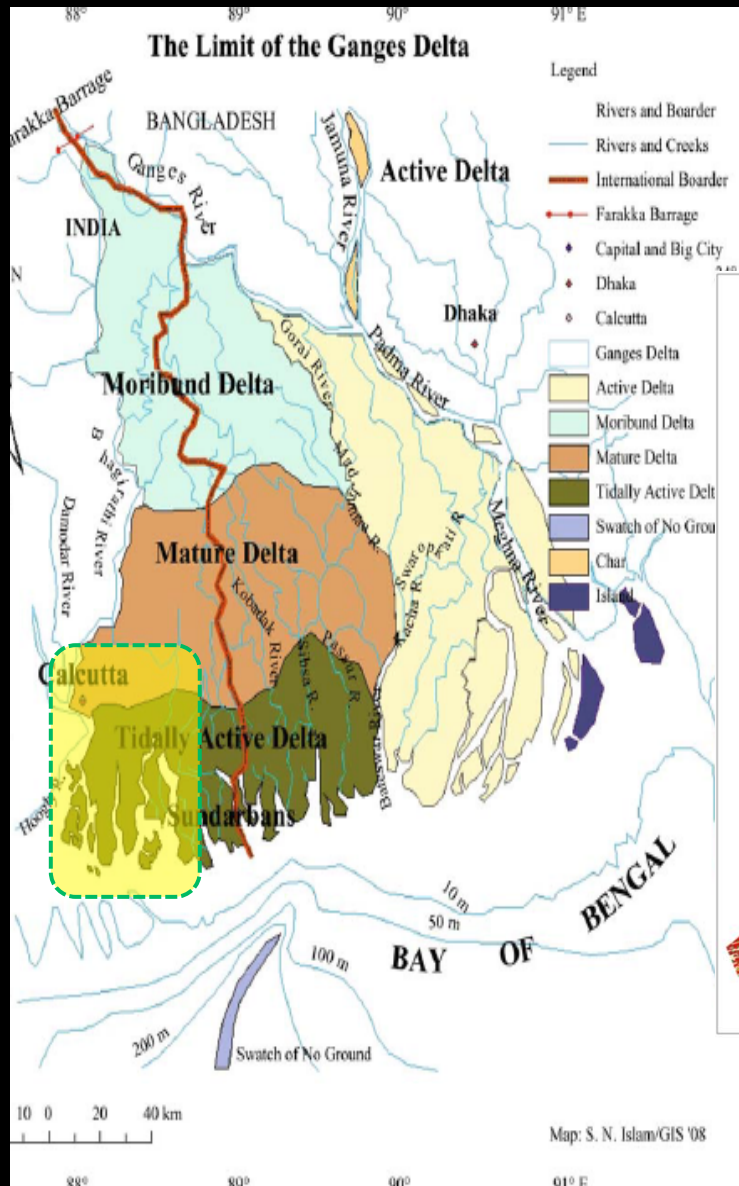 88°
89°
90°
91° E
The Limit of the Ganges Delta
Legend
Rivers and Boarder
Rivers and Creeks
International Boarder
Farakka Barrage
Capital and Big City
Dhaka
Calcutta
Ganges Delta
Active Delta
Moribund Delta
Mature Delta
Tidally Active Delt
Swatch of No Grou
Char
Island
arakka Barrage
BANGLADESH
Ganges River
Jamuna River
Active Delta
INDIA
N
Dhaka
Gorai River
Padma River
Moribund Delta
Bhagirathi River
Damodar River
Meghna River
Mature Delta
Kobadak River
Sibsa R.
Passur R
Kacha R.
Calcutta
Tidally Active Delta
Hoogly R.
Sundarbans
10 m
50 m
100 m
200 m
BAY OF BENGAL
Swatch of No Ground
10 0 20 40 km
Map: S. N. Islam/GIS '08
88°
89°
90°
91° E